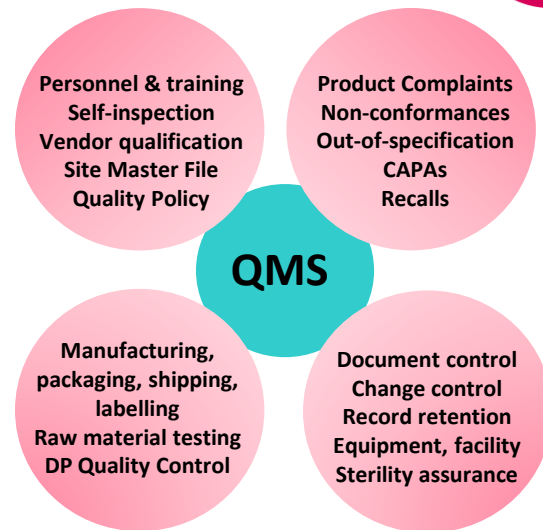 Personnel & training
Self-inspection
Vendor qualification
Site Master File
Quality Policy
Product Complaints
Non-conformances
Out-of-specification
CAPAs
Recalls
QMS
Manufacturing,
packaging, shipping,
labelling
Raw material testing
DP Quality Control
Document control
Change control
Record retention
Equipment, facility
Sterility assurance